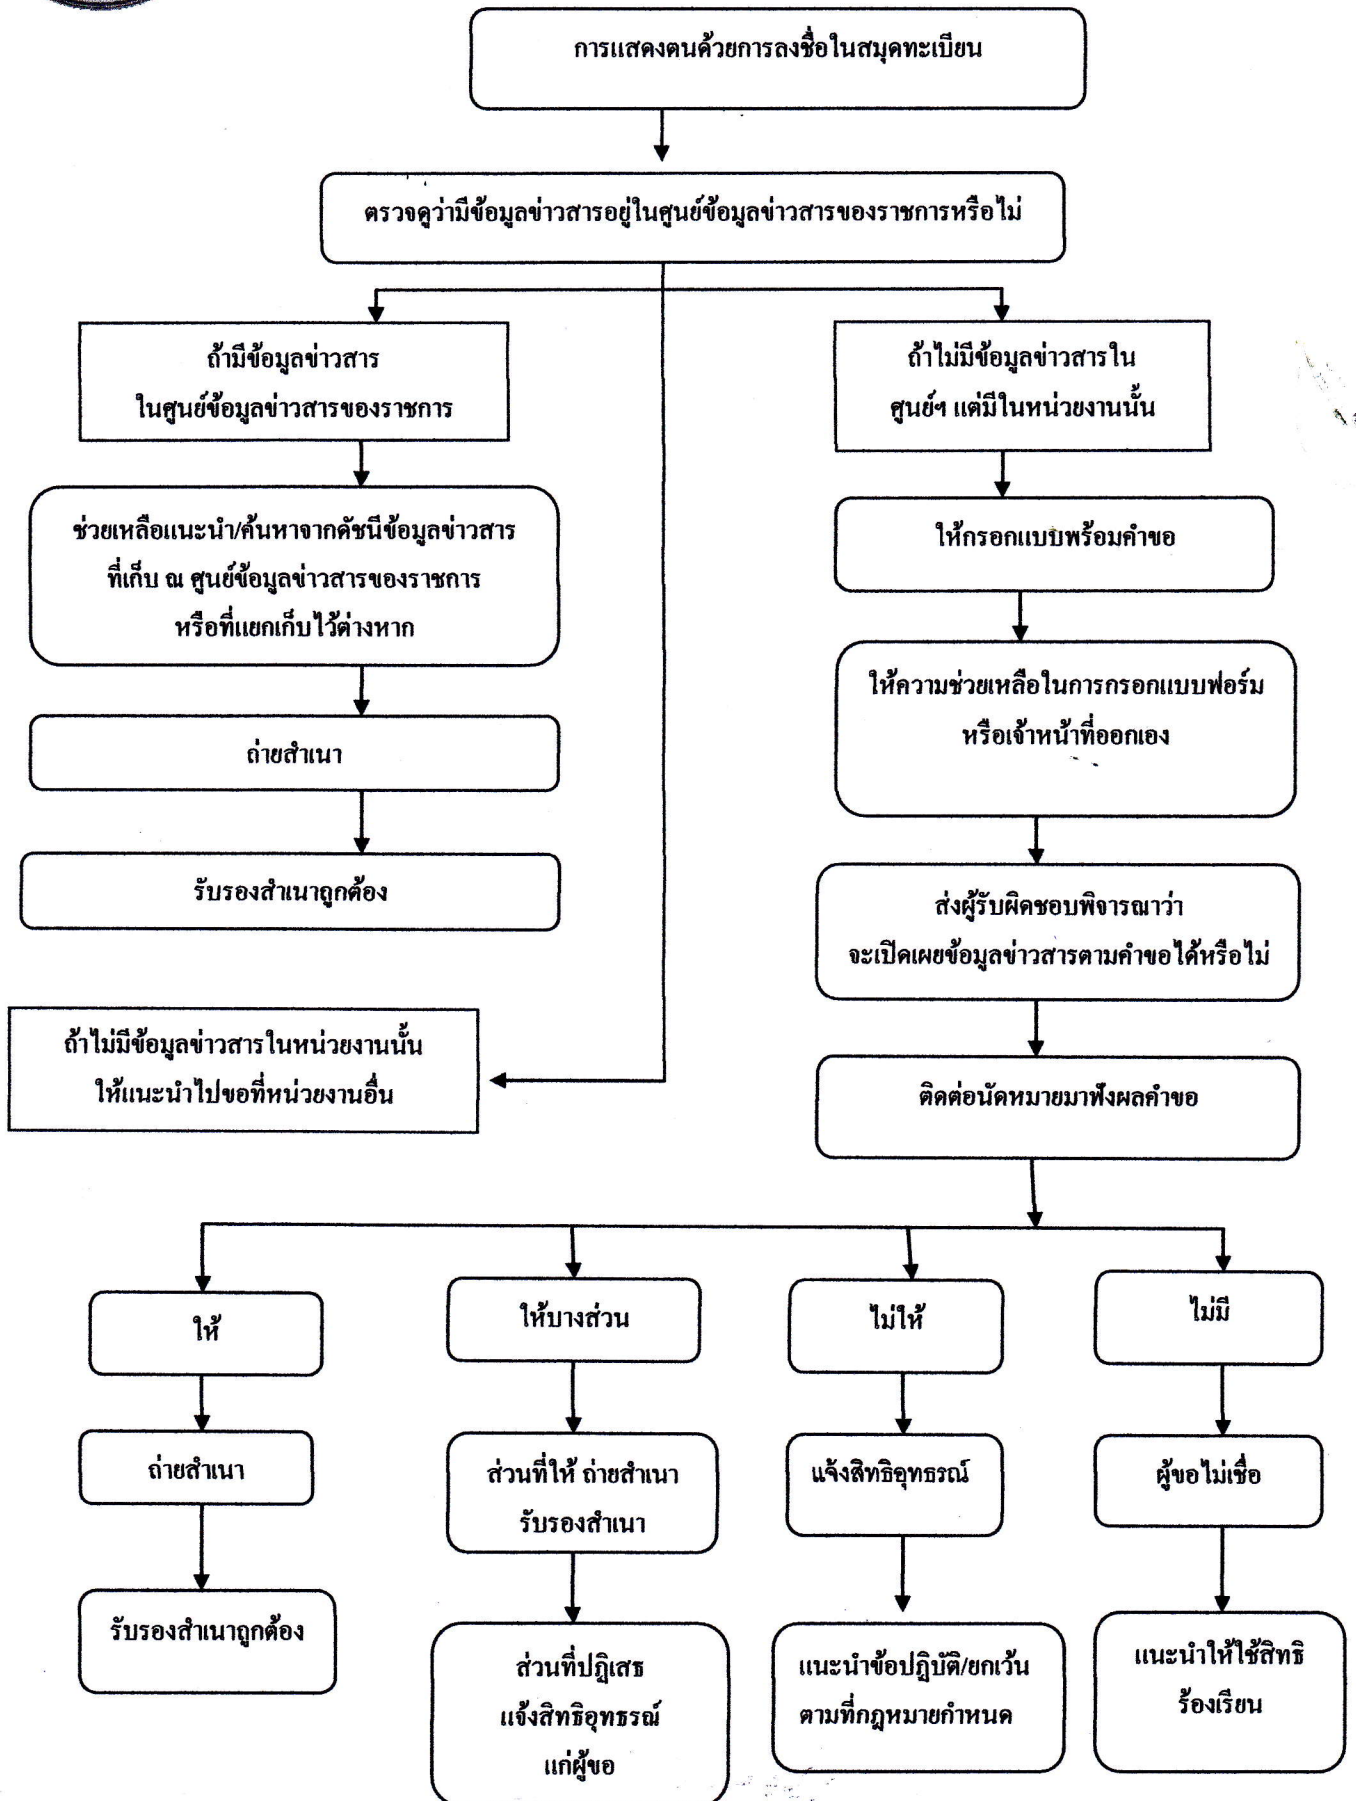 การแสดงตนด้วยการลงชื่อในสมุดทะเบียน
ตรวจดูว่ามีข้อมูลข่าวสารอยู่ในศูนย์ข้อมูลข่าวสารของราชการหรือไม่
ถ้ามีข้อมูลข่าวสาร
ในศูนย์ข้อมูลข่าวสารของราชการ
ช่วยเหลือแนะนำ/ค้นหาจากดัชนีข้อมูลข่าวสาร
ที่เก็บ ณ ศูนย์ข้อมูลข่าวสารของราชการ
หรือที่แยกเก็บไว้ต่างหาก
ถ่ายสำเนา
รับรองสำเนาถูกต้อง
ถ้าไม่มีข้อมูลข่าวสารในหน่วยงานนั้น
ให้แนะนำไปขอที่หน่วยงานอื่น
ถ้าไม่มีข้อมูลข่าวสารใน
ศูนย์ฯ แต่มีในหน่วยงานนั้น
ให้กรอกแบบพร้อมคำขอ
ให้ความช่วยเหลือในการกรอกแบบฟอร์ม
หรือเจ้าหน้าที่ออกเอง
ส่งผู้รับผิดชอบพิจารณาว่า
จะเปิดเผยข้อมูลข่าวสารตามคำขอได้หรือไม่
ติดต่อนัดหมายมาฟังผลคำขอ
ให้
ถ่ายสำเนา
รับรองสำเนาถูกต้อง
ให้บางส่วน
ส่วนที่ให้ ถ่ายสำเนา
รับรองสำเนา
ส่วนที่ปฏิเสธ
แจ้งสิทธิอุทธรณ์
แก่ผู้ขอ
ไม่ให้
แจ้งสิทธิอุทธรณ์
แนะนำข้อปฏิบัติ/ยกเว้น
ตามที่กฎหมายกำหนด
ไม่มี
ผู้ขอไม่เชื่อ
แนะนำให้ใช้สิทธิ
ร้องเรียน